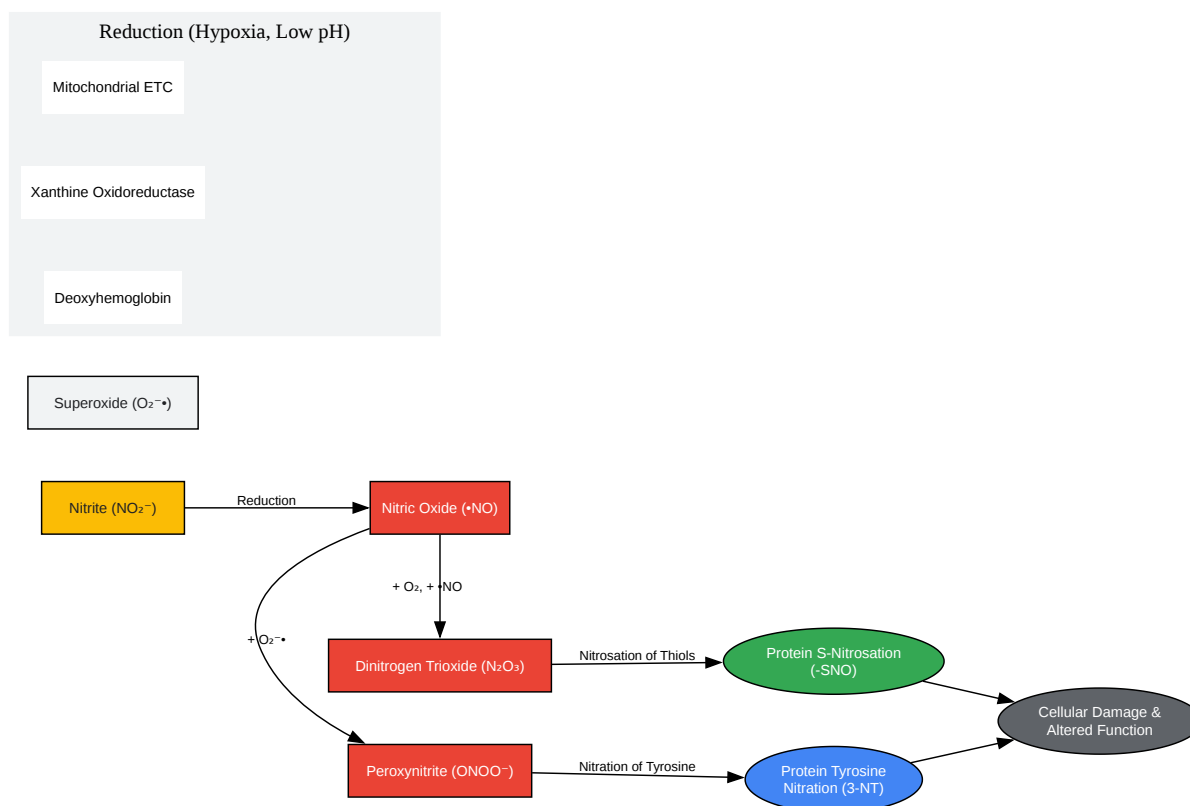 Reduction (Hypoxia, Low pH)
Mitochondrial ETC
Xanthine Oxidoreductase
Deoxyhemoglobin
Superoxide (O₂⁻•)
Nitrite (NO₂⁻)
Reduction
Nitric Oxide (•NO)
+ O₂, + •NO
+ O₂⁻•
Dinitrogen Trioxide (N₂O₃)
Nitrosation of Thiols
Protein S-Nitrosation
(-SNO)
Cellular Damage &
Altered Function
Peroxynitrite (ONOO⁻)
Nitration of Tyrosine
Protein Tyrosine
Nitration (3-NT)